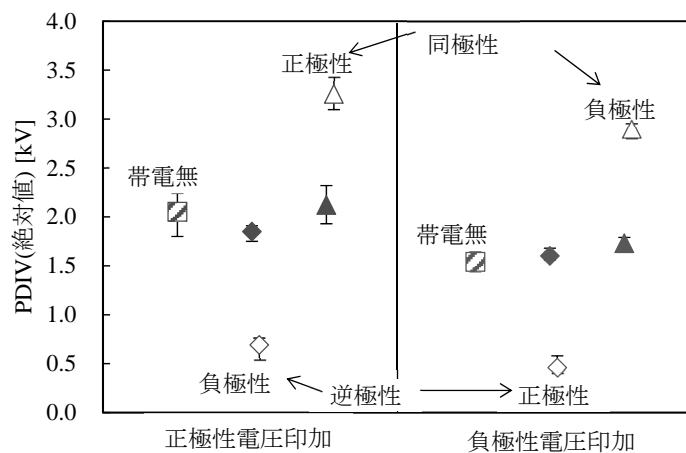 PDIV(絶対値) [kV]
4.0
3.5
3.0
2.5
2.0
1.5
1.0
0.5
0.0
同極性
正極性
負極性
帯電無
帯電無
負極性
逆極性
正極性
正極性電圧印加
負極性電圧印加